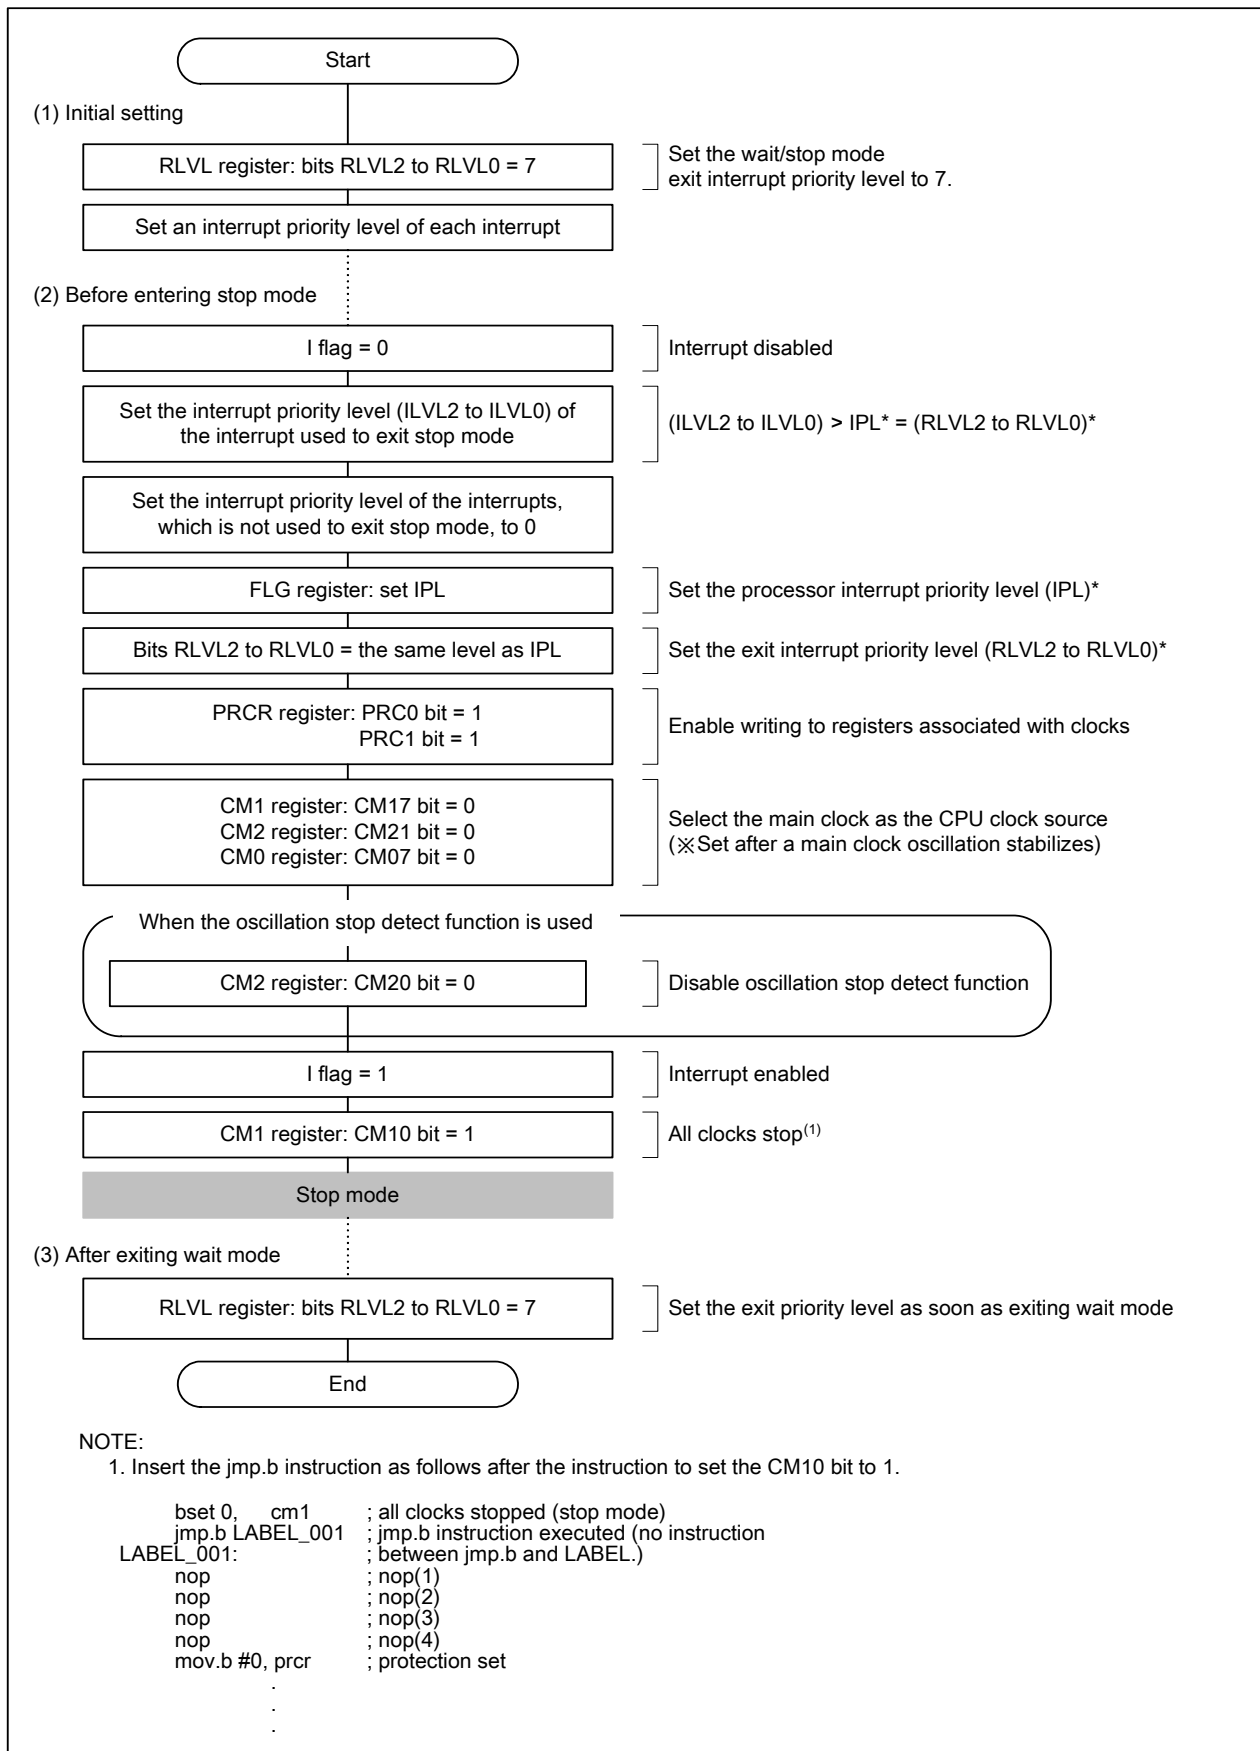 Start
(1) Initial setting
RLVL register: bits RLVL2 to RLVL0 = 7
Set the wait/stop mode
exit interrupt priority level to 7.
Set an interrupt priority level of each interrupt
(2) Before entering stop mode
I flag = 0
Interrupt disabled
Set the interrupt priority level (ILVL2 to ILVL0) of
the interrupt used to exit stop mode
(ILVL2 to ILVL0) > IPL* = (RLVL2 to RLVL0)*
Set the interrupt priority level of the interrupts,
which is not used to exit stop mode, to 0
FLG register: set IPL
Set the processor interrupt priority level (IPL)*
Bits RLVL2 to RLVL0 = the same level as IPL
Set the exit interrupt priority level (RLVL2 to RLVL0)*
PRCR register: PRC0 bit = 1
PRC1 bit = 1
Enable writing to registers associated with clocks
CM1 register: CM17 bit = 0
CM2 register: CM21 bit = 0
CM0 register: CM07 bit = 0
Select the main clock as the CPU clock source
(※Set after a main clock oscillation stabilizes)
When the oscillation stop detect function is used
CM2 register: CM20 bit = 0
Disable oscillation stop detect function
I flag = 1
Interrupt enabled
CM1 register: CM10 bit = 1
All clocks stop(1)
Stop mode
(3) After exiting wait mode
RLVL register: bits RLVL2 to RLVL0 = 7
Set the exit priority level as soon as exiting wait mode
End
NOTE:
1. Insert the jmp.b instruction as follows after the instruction to set the CM10 bit to 1.
bset 0, cm1 ; all clocks stopped (stop mode)
jmp.b LABEL_001 ; jmp.b instruction executed (no instruction
LABEL_001: ; between jmp.b and LABEL.)
nop ; nop(1)
nop ; nop(2)
nop ; nop(3)
nop ; nop(4)
mov.b #0, prcr ; protection set
.
.
.